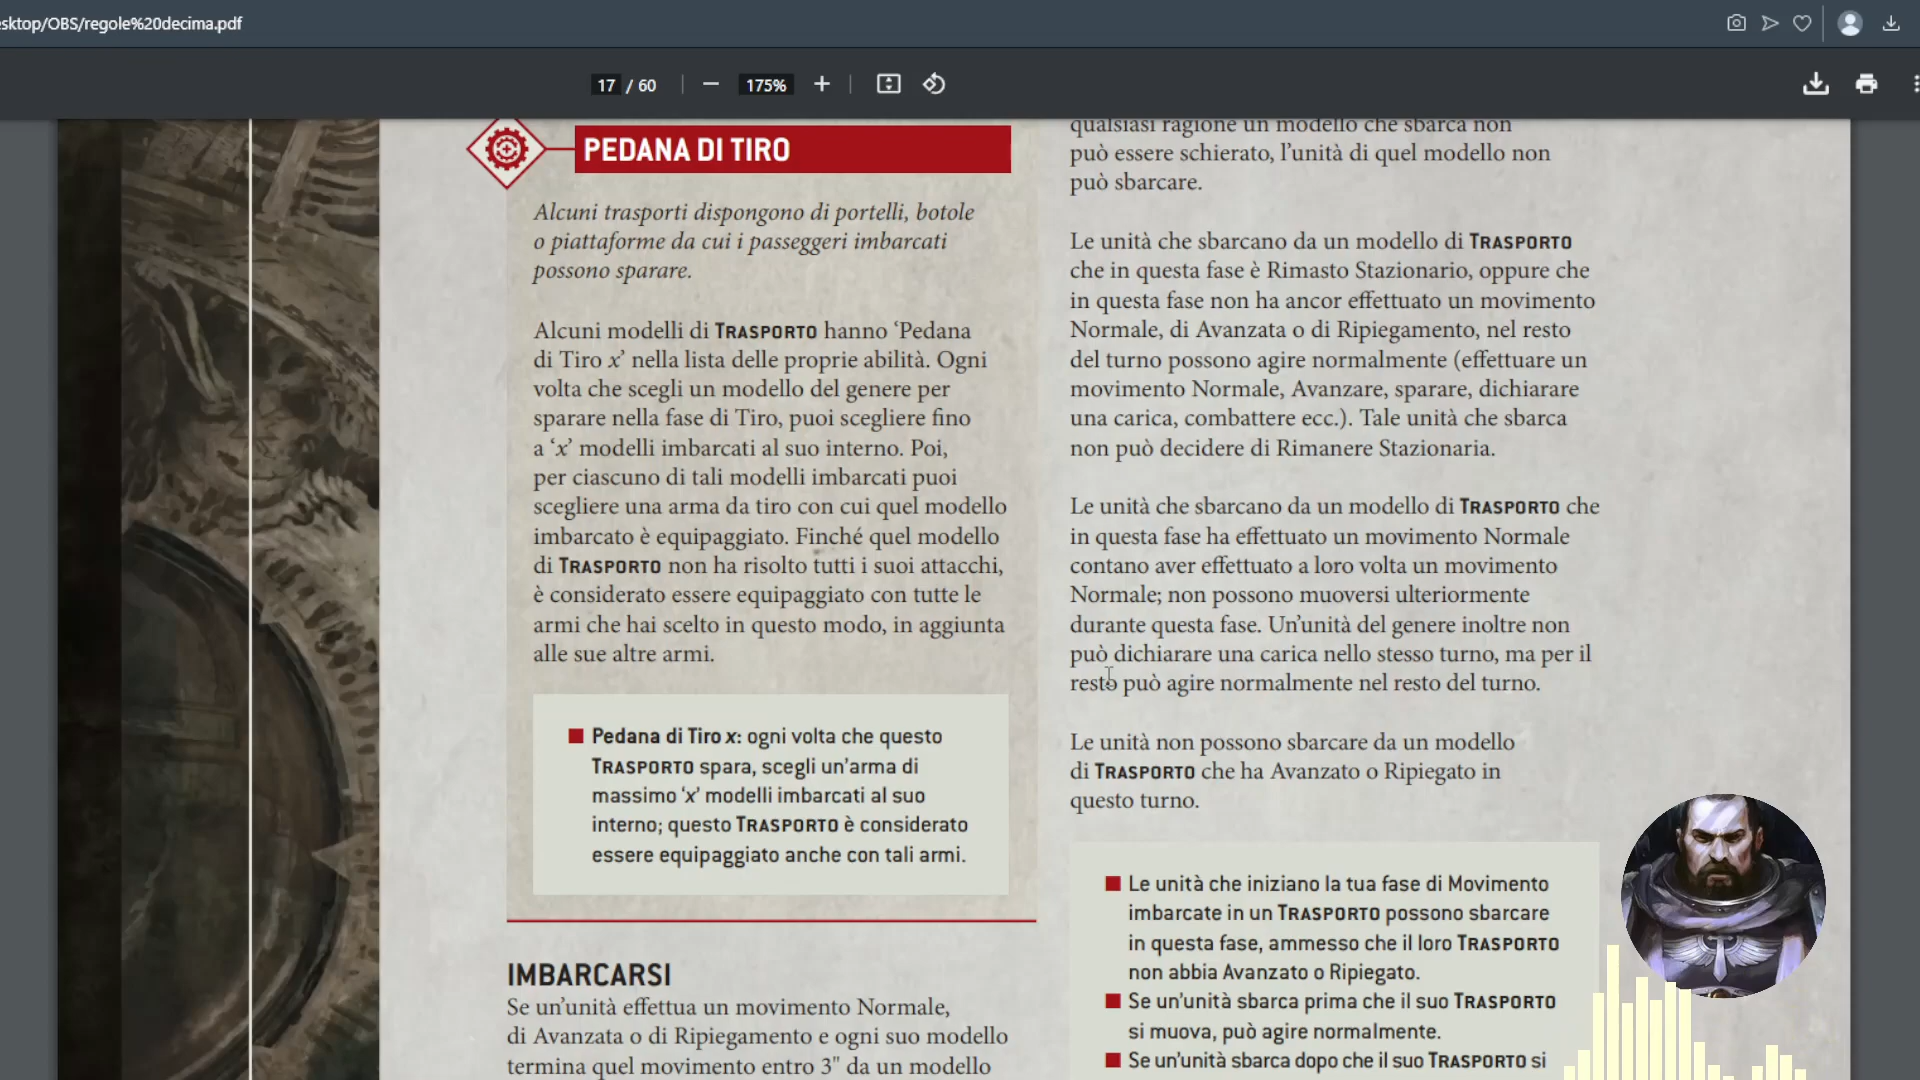 sktop/OBS/regole%20decima.pdf
17 / 60
175%
PEDANA DI TIRO
Alcuni trasporti dispongono di portelli, botole
o piattaforme da cui i passeggeri imbarcati
possono sparare.
Alcuni modelli di TRASPORTO hanno ‘Pedana
di Tiro x’ nella lista delle proprie abilità. Ogni
volta che scegli un modello del genere per
sparare nella fase di Tiro, puoi scegliere fino
a ‘x’ modelli imbarcati al suo interno. Poi,
per ciascuno di tali modelli imbarcati puoi
scegliere una arma da tiro con cui quel modello
imbarcato è equipaggiato. Finché quel modello
di TRASPORTO non ha risolto tutti i suoi attacchi,
è considerato essere equipaggiato con tutte le
armi che hai scelto in questo modo, in aggiunta
alle sue altre armi.
Pedana di Tiro x: ogni volta che questo
TRASPORTO spara, scegli un’arma di
massimo ‘x’ modelli imbarcati al suo
interno; questo TRASPORTO è considerato
essere equipaggiato anche con tali armi.
IMBARCARSI
Se un’unità effettua un movimento Normale,
di Avanzata o di Ripiegamento e ogni suo modello
termina quel movimento entro 3" da un modello
qualsiasi ragione un modello che sbarca non
può essere schierato, l’unità di quel modello non
può sbarcare.
Le unità che sbarcano da un modello di TRASPORTO
che in questa fase è Rimasto Stazionario, oppure che
in questa fase non ha ancor effettuato un movimento
Normale, di Avanzata o di Ripiegamento, nel resto
del turno possono agire normalmente (effettuare un
movimento Normale, Avanzare, sparare, dichiarare
una carica, combattere ecc.). Tale unità che sbarca
non può decidere di Rimanere Stazionaria.
Le unità che sbarcano da un modello di TRASPORTO che
in questa fase ha effettuato un movimento Normale
contano aver effettuato a loro volta un movimento
Normale; non possono muoversi ulteriormente
durante questa fase. Un’unità del genere inoltre non
può dichiarare una carica nello stesso turno, ma per il
resto può agire normalmente nel resto del turno.
Le unità non possono sbarcare da un modello
di TRASPORTO che ha Avanzato o Ripiegato in
questo turno.
Le unità che iniziano la tua fase di Movimento
imbarcate in un TRASPORTO possono sbarcare
in questa fase, ammesso che il loro TRASPORTO
non abbia Avanzato o Ripiegato.
Se un’unità sbarca prima che il suo TRASPORTO
si muova, può agire normalmente.
Se un’unità sbarca dopo che il suo TRASPORTO si